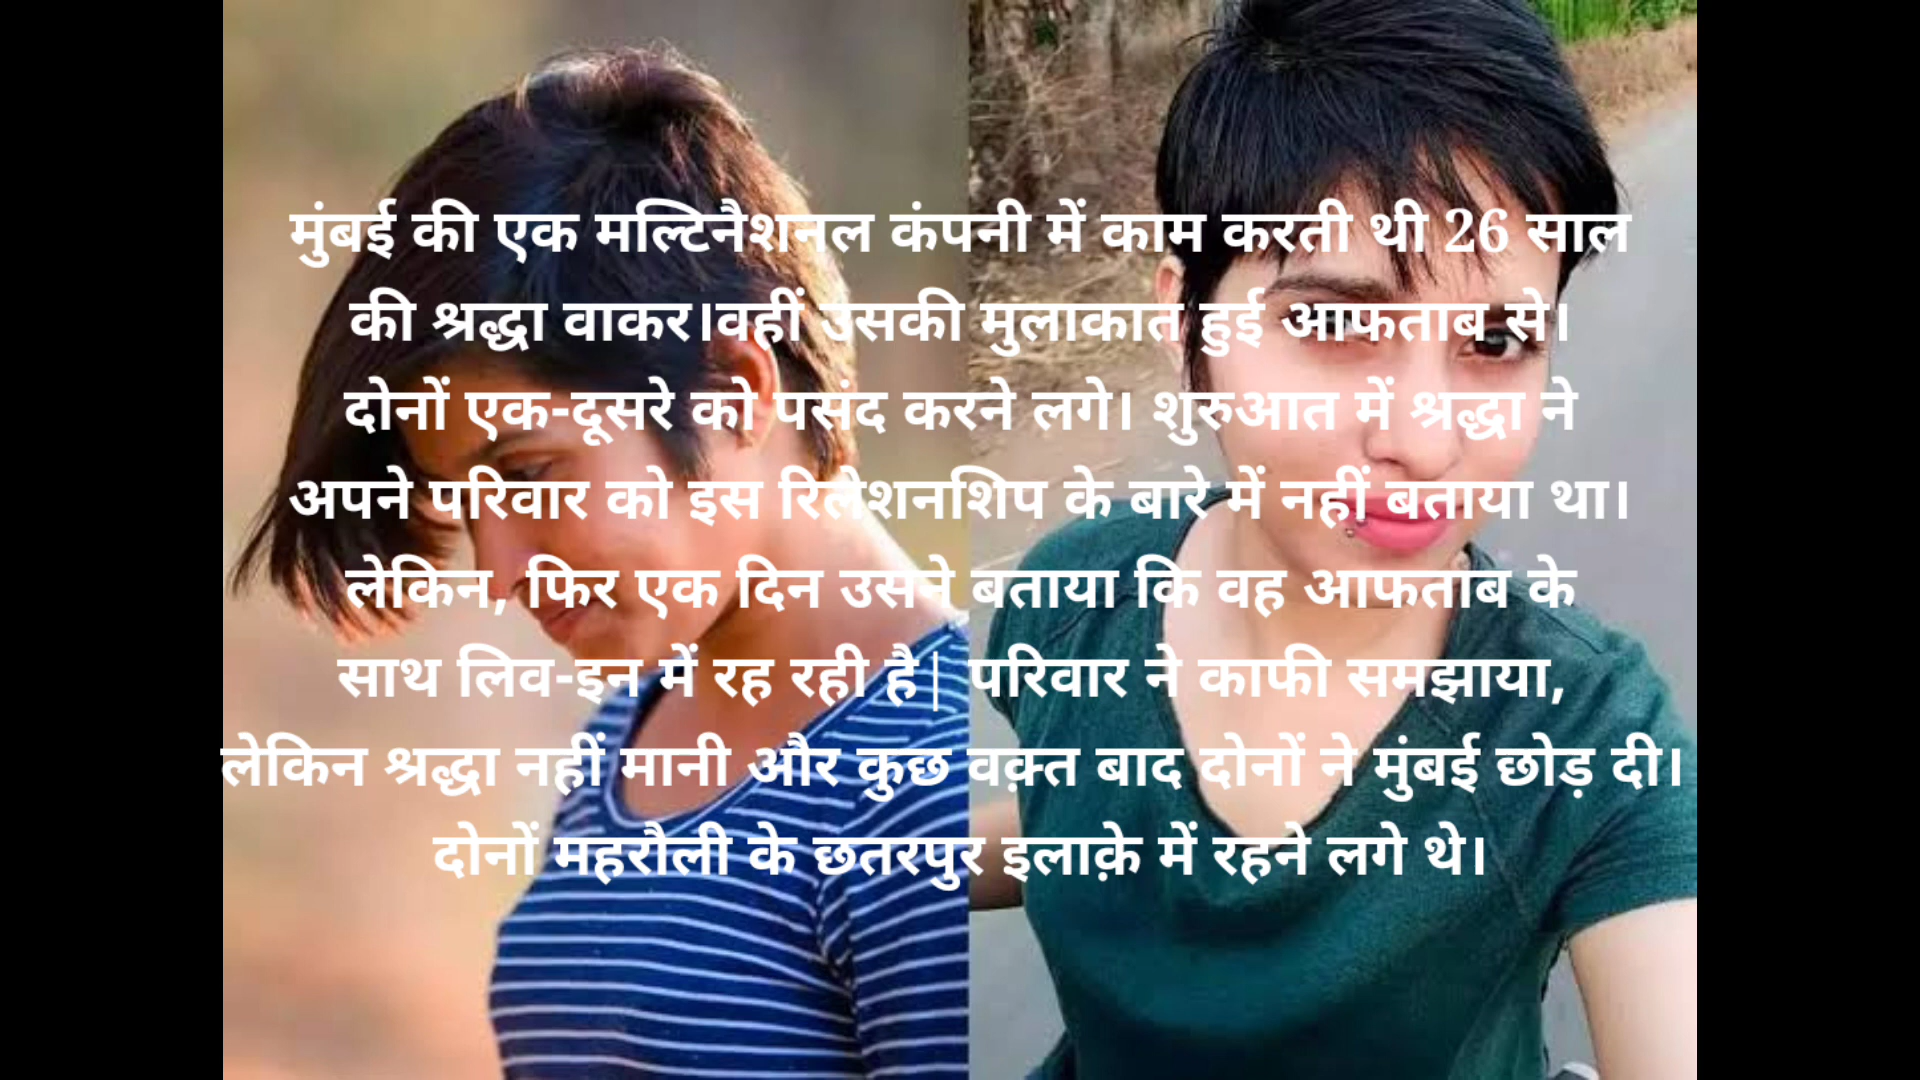 मुंबई की एक मल्टिनैशनल कंपनी में काम करती थी 26 साल
की श्रद्धा वाकर।वहीं उसकी मुलाकात हुई आफताब से।
दोनों एक-दूसरे को पसंद करने लगे। शुरुआत में श्रद्धा ने
अपने परिवार को इस रिलेशनशिप के बारे में नहीं बताया था।
लेकिन, फिर एक दिन उसने बताया कि वह आफताब के
साथ लिव-इन में रह रही है| परिवार ने काफी समझाया,
लेकिन श्रद्धा नहीं मानी और कुछ वक़्त बाद दोनों ने मुंबई छोड़ दी।
दोनों महरौली के छतरपुर इलाक़े में रहने लगे थे।